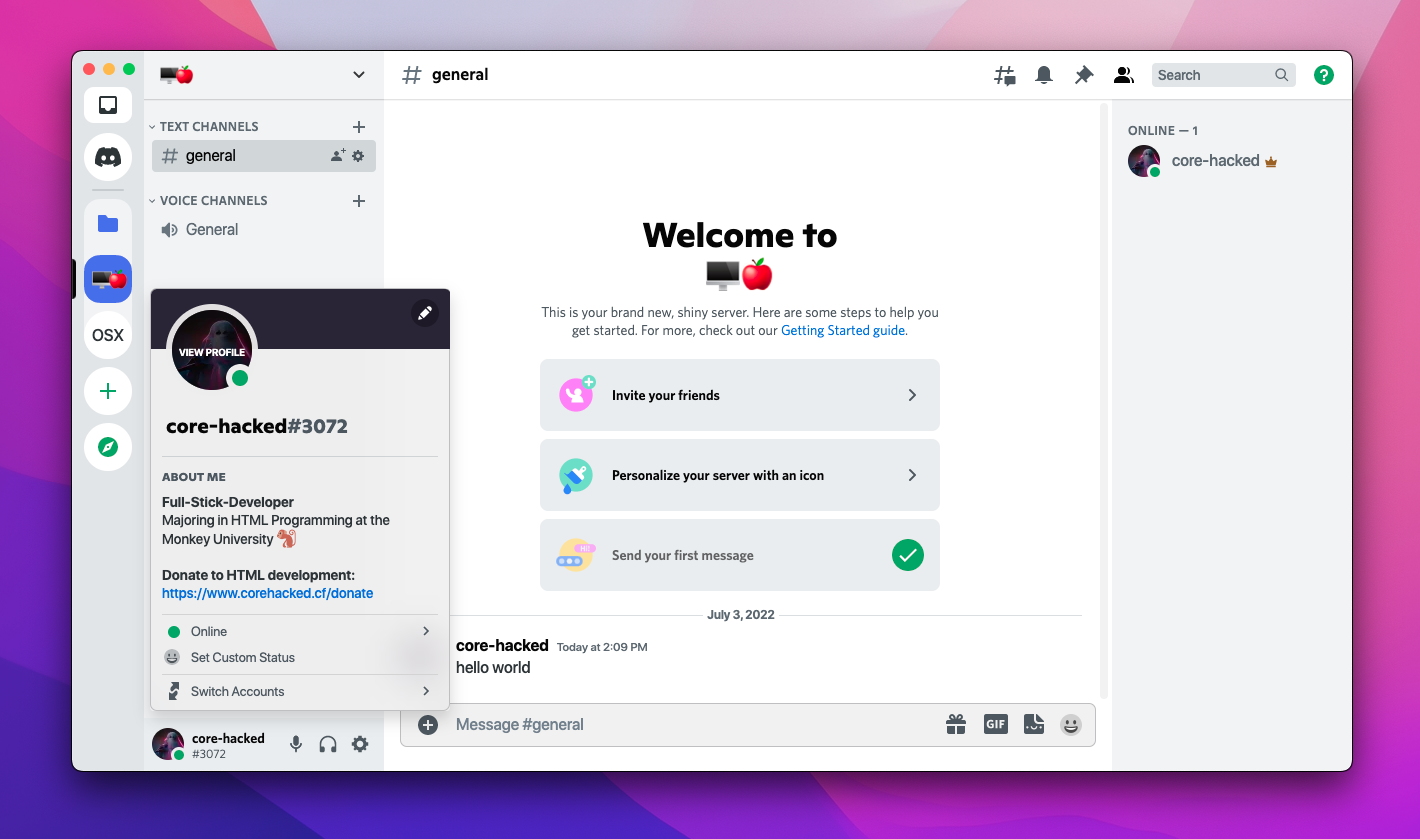 general
Search
TEXT CHANNELS
general
VOICE CHANNELS
General
OSX
VIEW PROFILE
core-hacked#3072
ABOUT ME
Full-Stick-Developer
Majoring in HTML Programming at the
Monkey University
Donate to HTML development:
https://www.corehacked.cf/donate
Online
Set Custom Status
Switch Accounts
core-hacked
#3072
Welcome to
This is your brand new, shiny server. Here are some steps to help you
get started. For more, check out our Getting Started guide.
Invite your friends
Personalize your server with an icon
Hi!
Send your first message
July 3, 2022
core-hacked Today at 2:09 PM
hello world
Message #general
GIF
ONLINE — 1
core-hacked